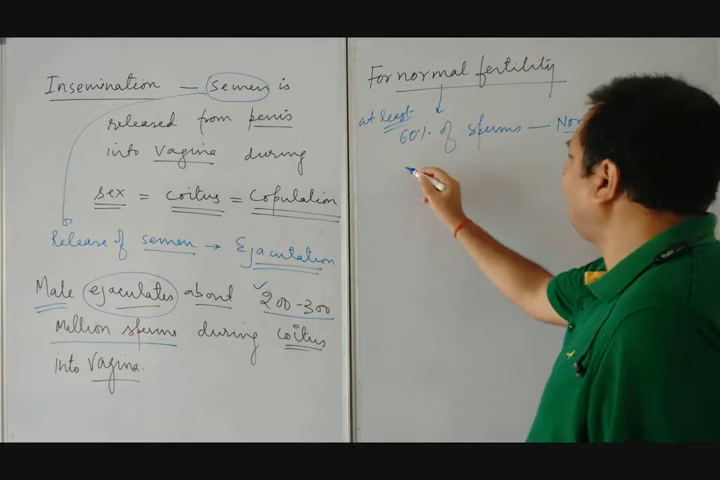 Insemination — semen is
released from penis
into vagina during
sex = coitus = Copulation
Release of semen → Ejaculation
Male ejaculates about ✓200-300
Million sperms during coitus
into vagina.
For normal fertility
at least
60% of sperms — Nor